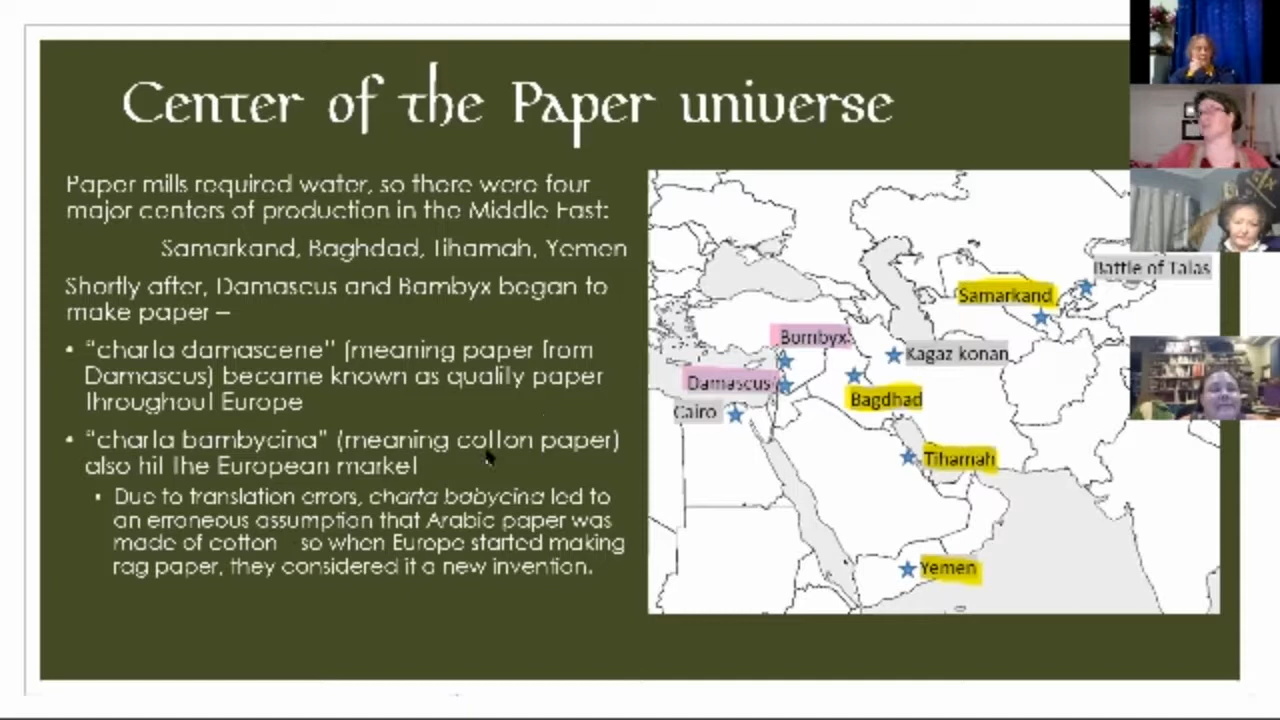 Center of the Paper universe
Paper mills required water, so there were four
major centers of production in the Middle East:
Samarkand, Baghdad, Tihamah, Yemen
Shortly after, Damascus and Bambyx began to
make paper –
• “charta damascene” (meaning paper from
Damascus) became known as quality paper
throughout Europe
• “charta bambycina” (meaning cotton paper)
also hit the European market
• Due to translation errors, charta babycina led to
an erroneous assumption that Arabic paper was
made of cotton so when Europe started making
rag paper, they considered it a new invention.
Battle of Talas
Samarkand
Bombyx
Kagaz konan
Damascus
Bagdhad
Cairo
Tihamah
Yemen